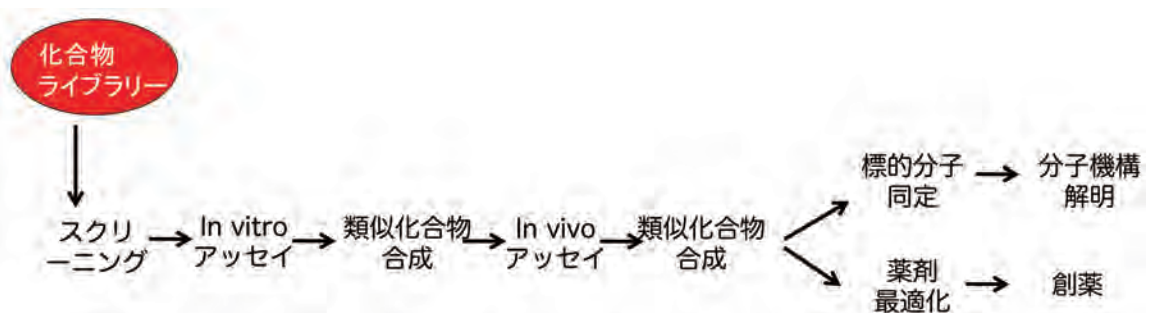 化合物
ライブラリー
スクリ
ーニング
In vitro
アッセイ
類似化合物
合成
In vivo
アッセイ
類似化合物
合成
標的分子
同定
分子機構
解明
薬剤
最適化
創薬